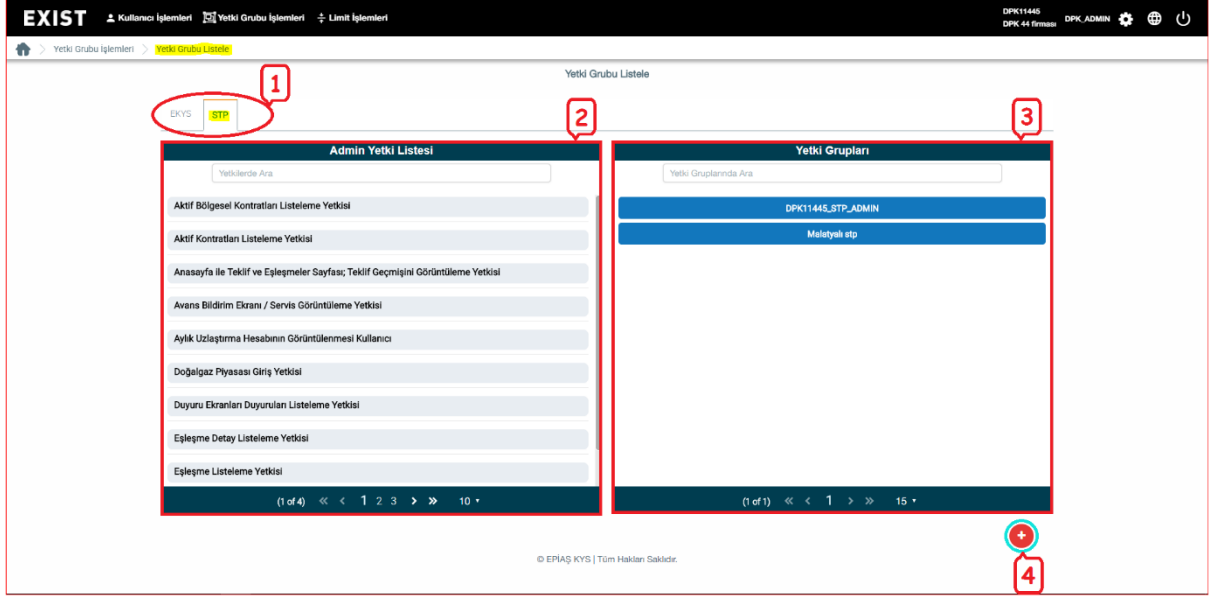 EXIST Kullanıcı İşlemleri Yetki Grubu İşlemleri Limit İşlemleri DPK11445 DPK 44 firması DPK_ADMIN
Yetki Grubu İşlemleri > Yetki Grubu Listele
Yetki Grubu Listele
1
EKYS STP
2
3
Admin Yetki Listesi
Yetkilerde Ara
Aktif Bölgesel Kontratları Listeleme Yetkisi
Aktif Kontratları Listeleme Yetkisi
Anasayfa ile Teklif ve Eşleşmeler Sayfası; Teklif Geçmişini Görüntüleme Yetkisi
Avans Bildirim Ekranı / Servis Görüntüleme Yetkisi
Aylık Uzlaştırma Hesabının Görüntülenmesi Kullanıcı
Doğalgaz Piyasası Giriş Yetkisi
Duyuru Ekranları Duyuruları Listeleme Yetkisi
Eşleşme Detay Listeleme Yetkisi
Eşleşme Listeleme Yetkisi
(1 of 4) « < 1 2 3 > » 10
Yetki Grupları
Yetki Gruplarında Ara
DPK11445_STP_ADMIN
Malatyalı stp
(1 of 1) « < 1 > » 15
+
4
© EPİAŞ KYS | Tüm Hakları Saklıdır.